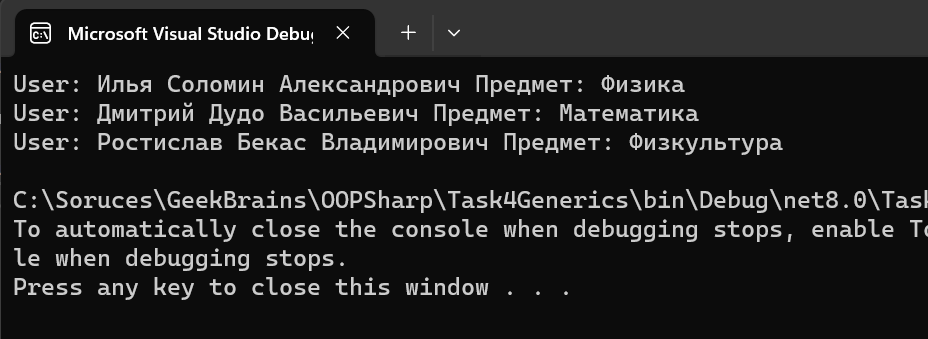 Microsoft Visual Studio Debu
User: Илья Соломин Александрович Предмет: Физика
User: Дмитрий Дудо Васильевич Предмет: Математика
User: Ростислав Бекас Владимирович Предмет: Физкультура
C:\Soruces\GeekBrains\OOPSharp\Task4Generics\bin\Debug\net8.0\Task
To automatically close the console when debugging stops, enable To
le when debugging stops.
Press any key to close this window . . .